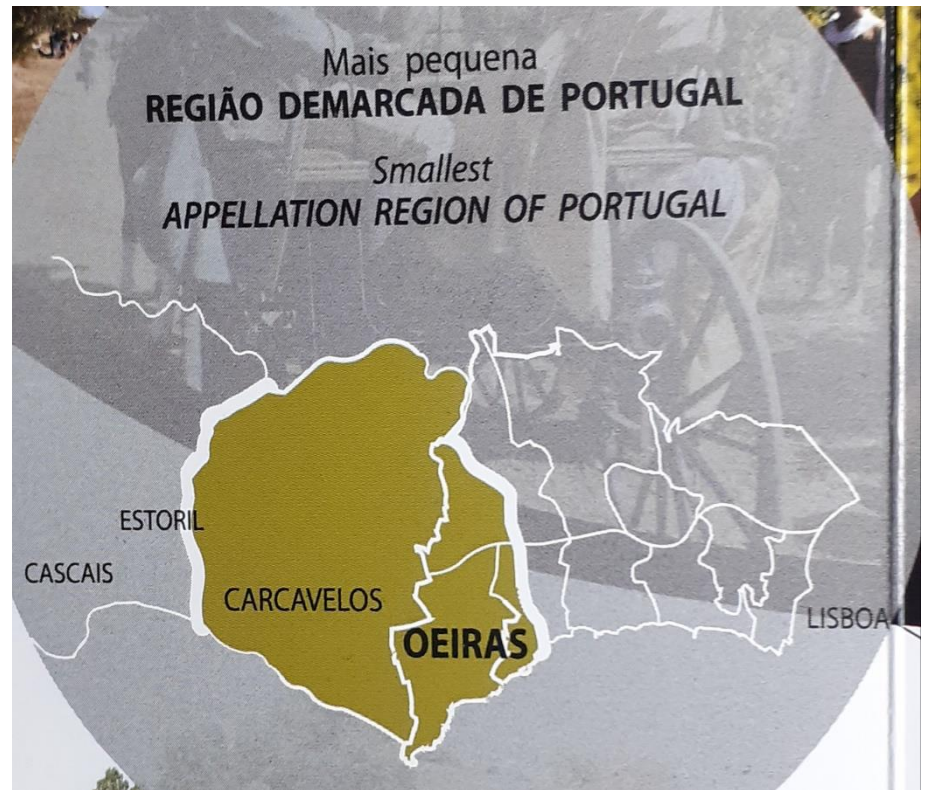 Mais pequena
REGIÃO DEMARCADA DE PORTUGAL
Smallest
APPELLATION REGION OF PORTUGAL
ESTORIL
CASCAIS
CARCAVELOS
OEIRAS
LISBOA